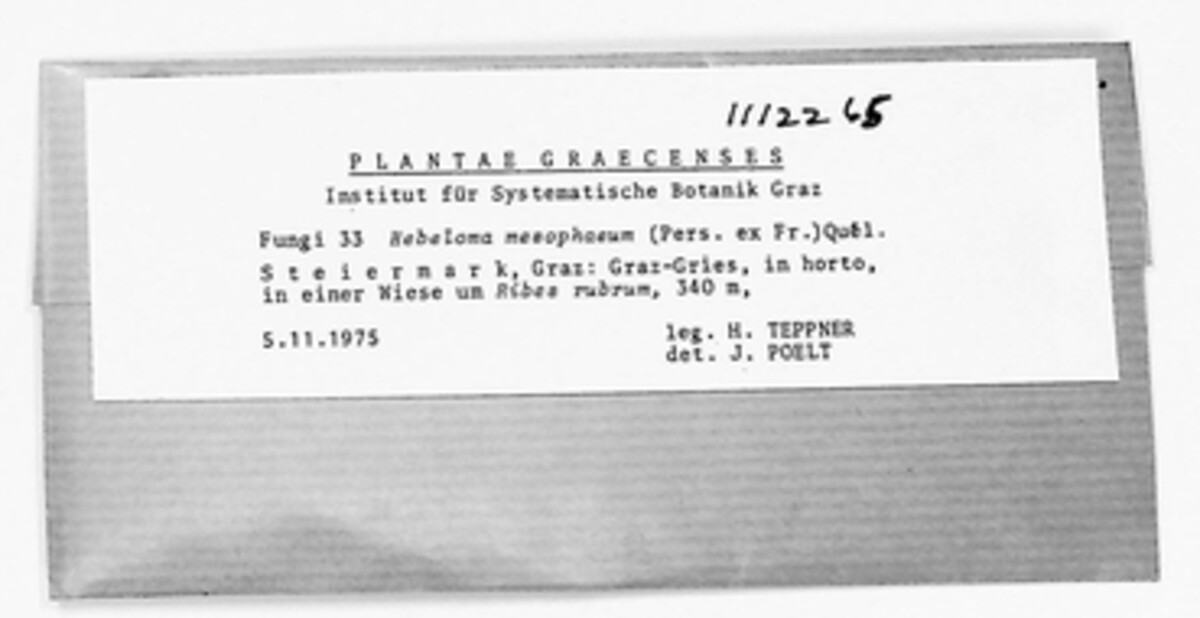 1112265
PLANTAE GRAECENSES
Institut für Systematische Botanik Graz
Fungi 33 Hebeloma mesophaeum (Pers. ex Fr.)Quél.
Steiermark, Graz: Graz-Gries, in horto,
in einer Wiese um Ribes rubrum, 340 m,
5.11.1975
leg. H. TEPPNER
det. J. POELT